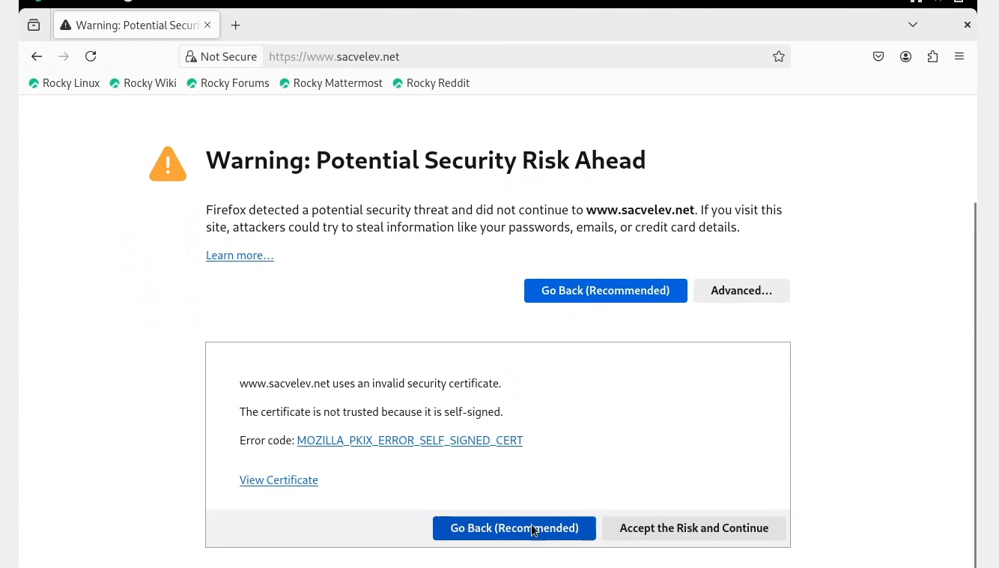 Warning: Potential Securi
Not Secure https://www.sacvelev.net
Rocky Linux Rocky Wiki Rocky Forums Rocky Mattermost Rocky Reddit
Warning: Potential Security Risk Ahead
Firefox detected a potential security threat and did not continue to www.sacvelev.net. If you visit this
site, attackers could try to steal information like your passwords, emails, or credit card details.
Learn more…
Go Back (Recommended) Advanced…
www.sacvelev.net uses an invalid security certificate.
The certificate is not trusted because it is self-signed.
Error code: MOZILLA_PKIX_ERROR_SELF_SIGNED_CERT
View Certificate
Go Back (Recommended) Accept the Risk and Continue